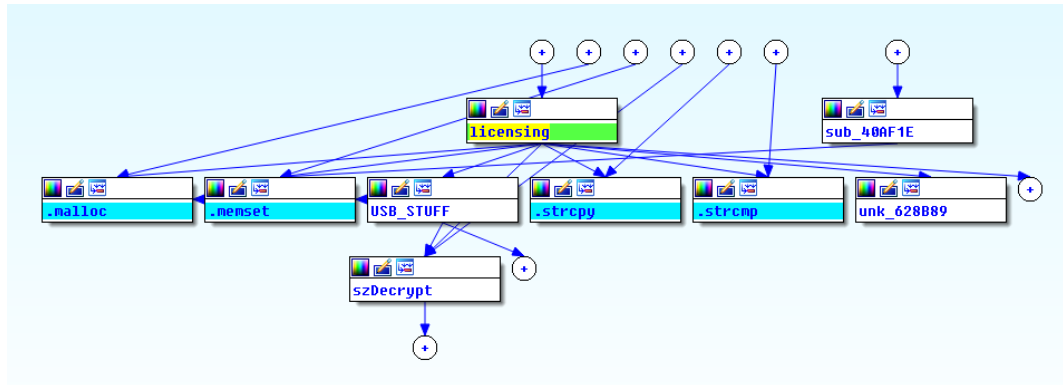 licensing
sub_40AF1E
.malloc
.memset
USB_STUFF
.strcpy
.strcmp
unk_628B89
szDecrypt